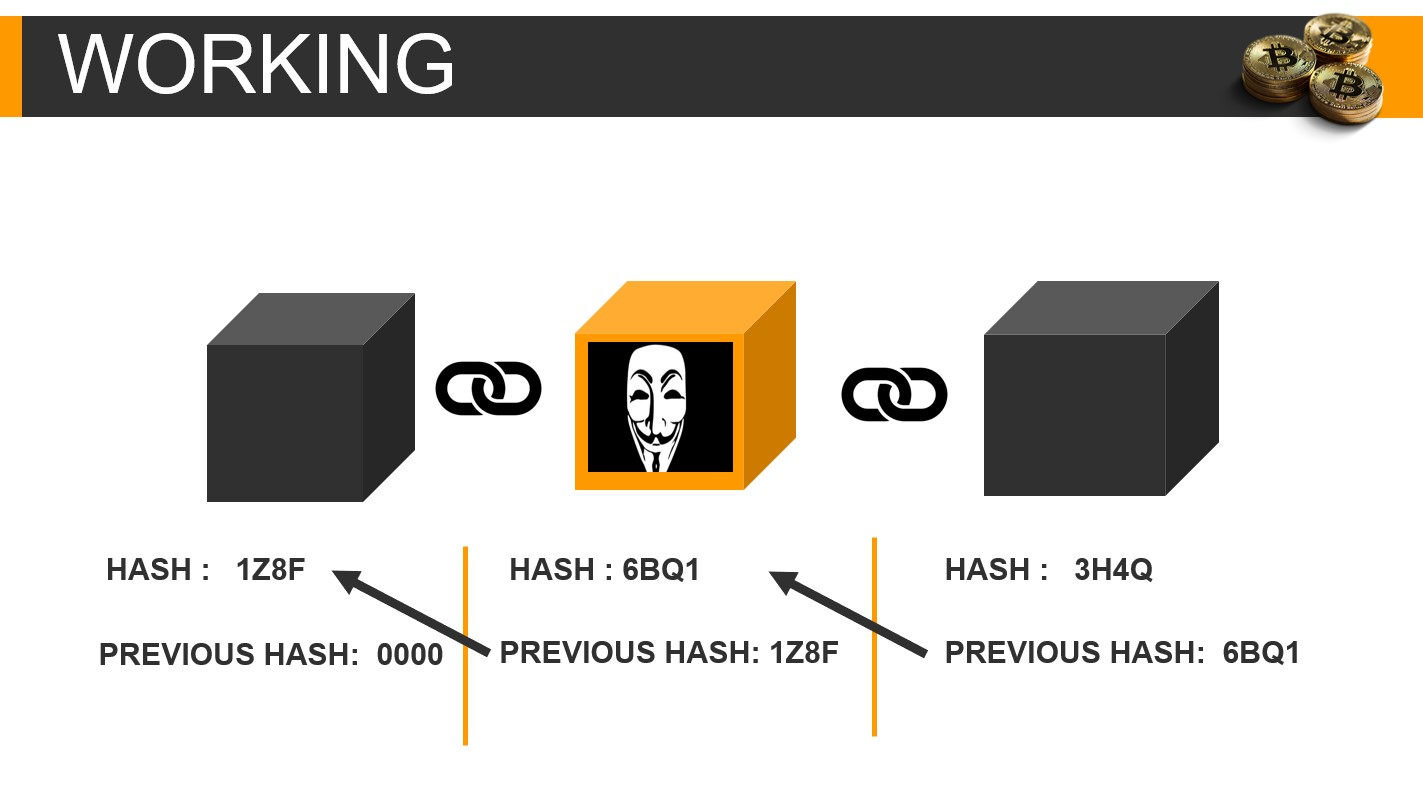 WORKING
HASH :   1Z8F
PREVIOUS HASH:  0000
HASH : 6BQ1
PREVIOUS HASH: 1Z8F
HASH :   3H4Q
PREVIOUS HASH:  6BQ1